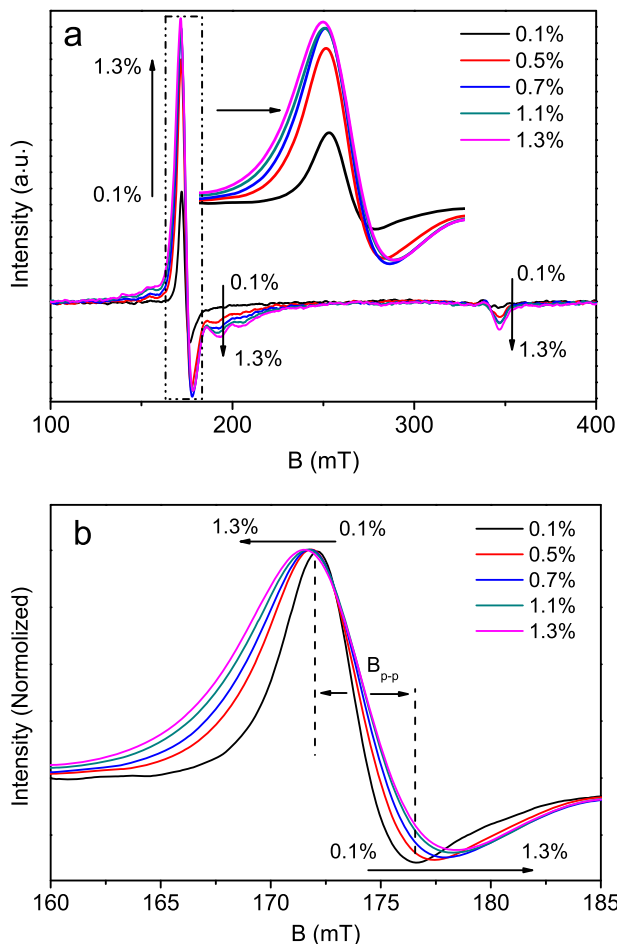 a
0.1%
0.5%
0.7%
1.1%
1.3%
1.3%
0.1%
0.1%
1.3%
0.1%
1.3%
Intensity (a.u.)
100 200 300 400
B (mT)
b
1.3% 0.1%
0.1%
0.5%
0.7%
1.1%
1.3%
Bp-p
0.1% 1.3%
Intensity (Normolized)
160 165 170 175 180 185
B (mT)